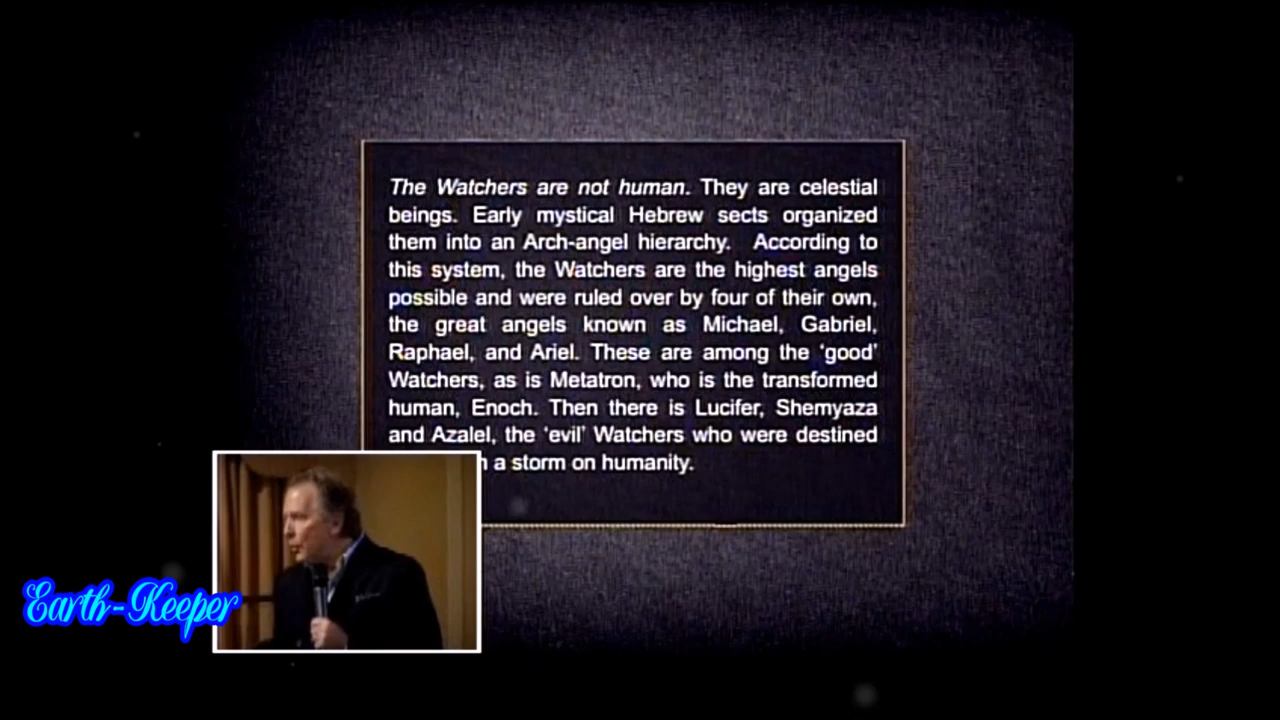 The Watchers are not human. They are celestial
beings. Early mystical Hebrew sects organized
them into an Arch-angel hierarchy. According to
this system, the Watchers are the highest angels
possible and were ruled over by four of their own,
the great angels known as Michael, Gabriel,
Raphael, and Ariel. These are among the ‘good’
Watchers, as is Metatron, who is the transformed
human, Enoch. Then there is Lucifer, Shemyaza
and Azalel, the ‘evil’ Watchers who were destined
a storm on humanity.
Earth-Keeper